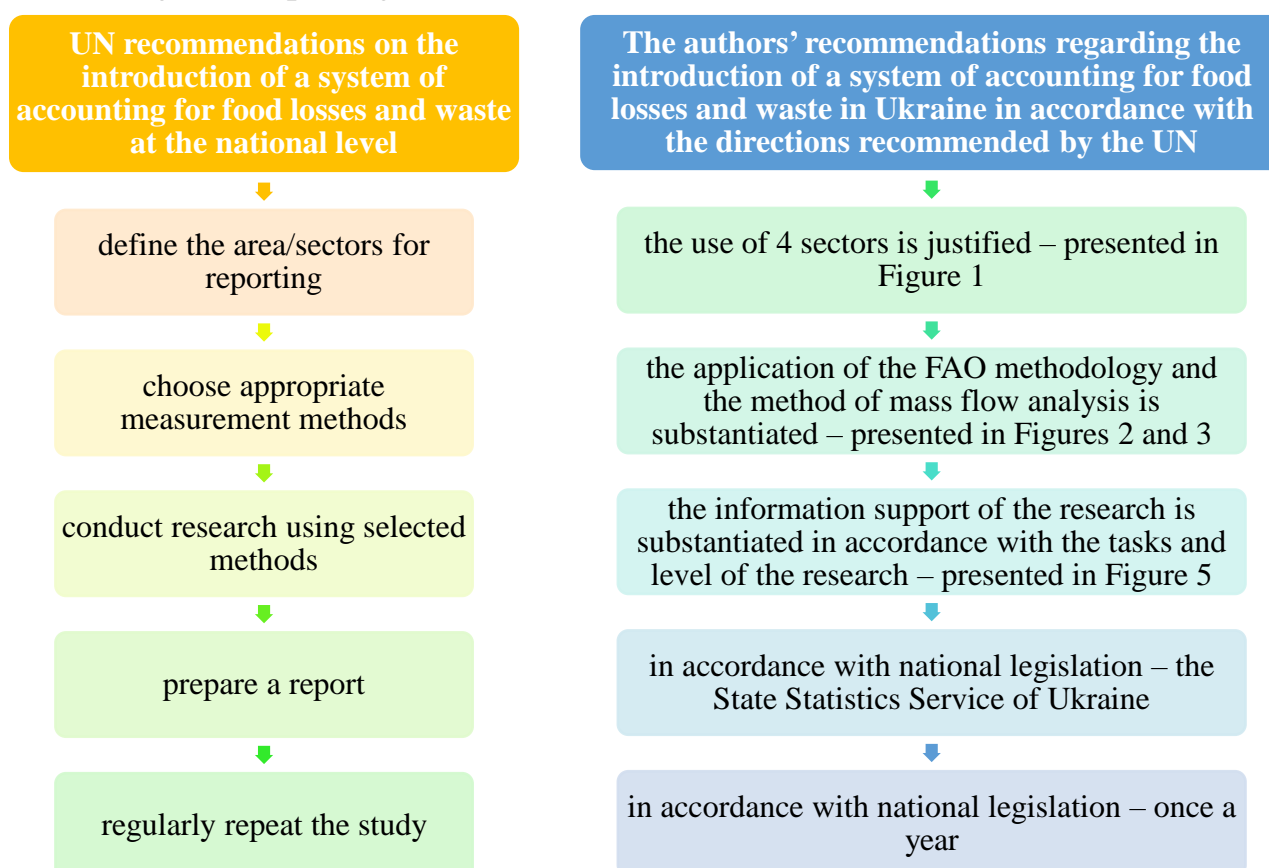 UN recommendations on the
introduction of a system of
accounting for food losses and waste
at the national level
define the area/sectors for
reporting
choose appropriate
measurement methods
conduct research using selected
methods
prepare a report
regularly repeat the study
The authors’ recommendations regarding the
introduction of a system of accounting for food
losses and waste in Ukraine in accordance with
the directions recommended by the UN
the use of 4 sectors is justified – presented in
Figure 1
the application of the FAO methodology and
the method of mass flow analysis is
substantiated – presented in Figures 2 and 3
the information support of the research is
substantiated in accordance with the tasks and
level of the research – presented in Figure 5
in accordance with national legislation – the
State Statistics Service of Ukraine
in accordance with national legislation – once a
year